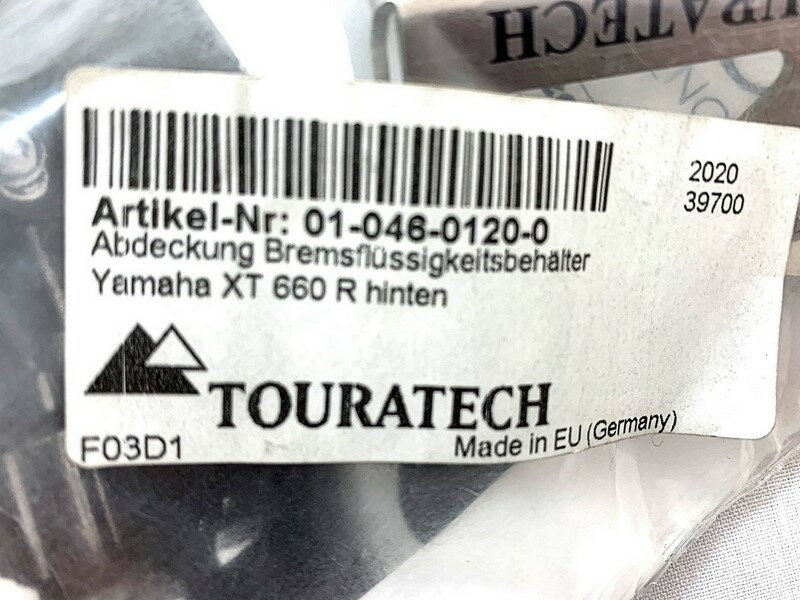 TOURATECH
2020
39700
Artikel-Nr: 01-046-0120-0
Abdeckung Bremsflüssigkeitsbehälter
Yamaha XT 660 R hinten
TOURATECH
F03D1
Made in EU (Germany)